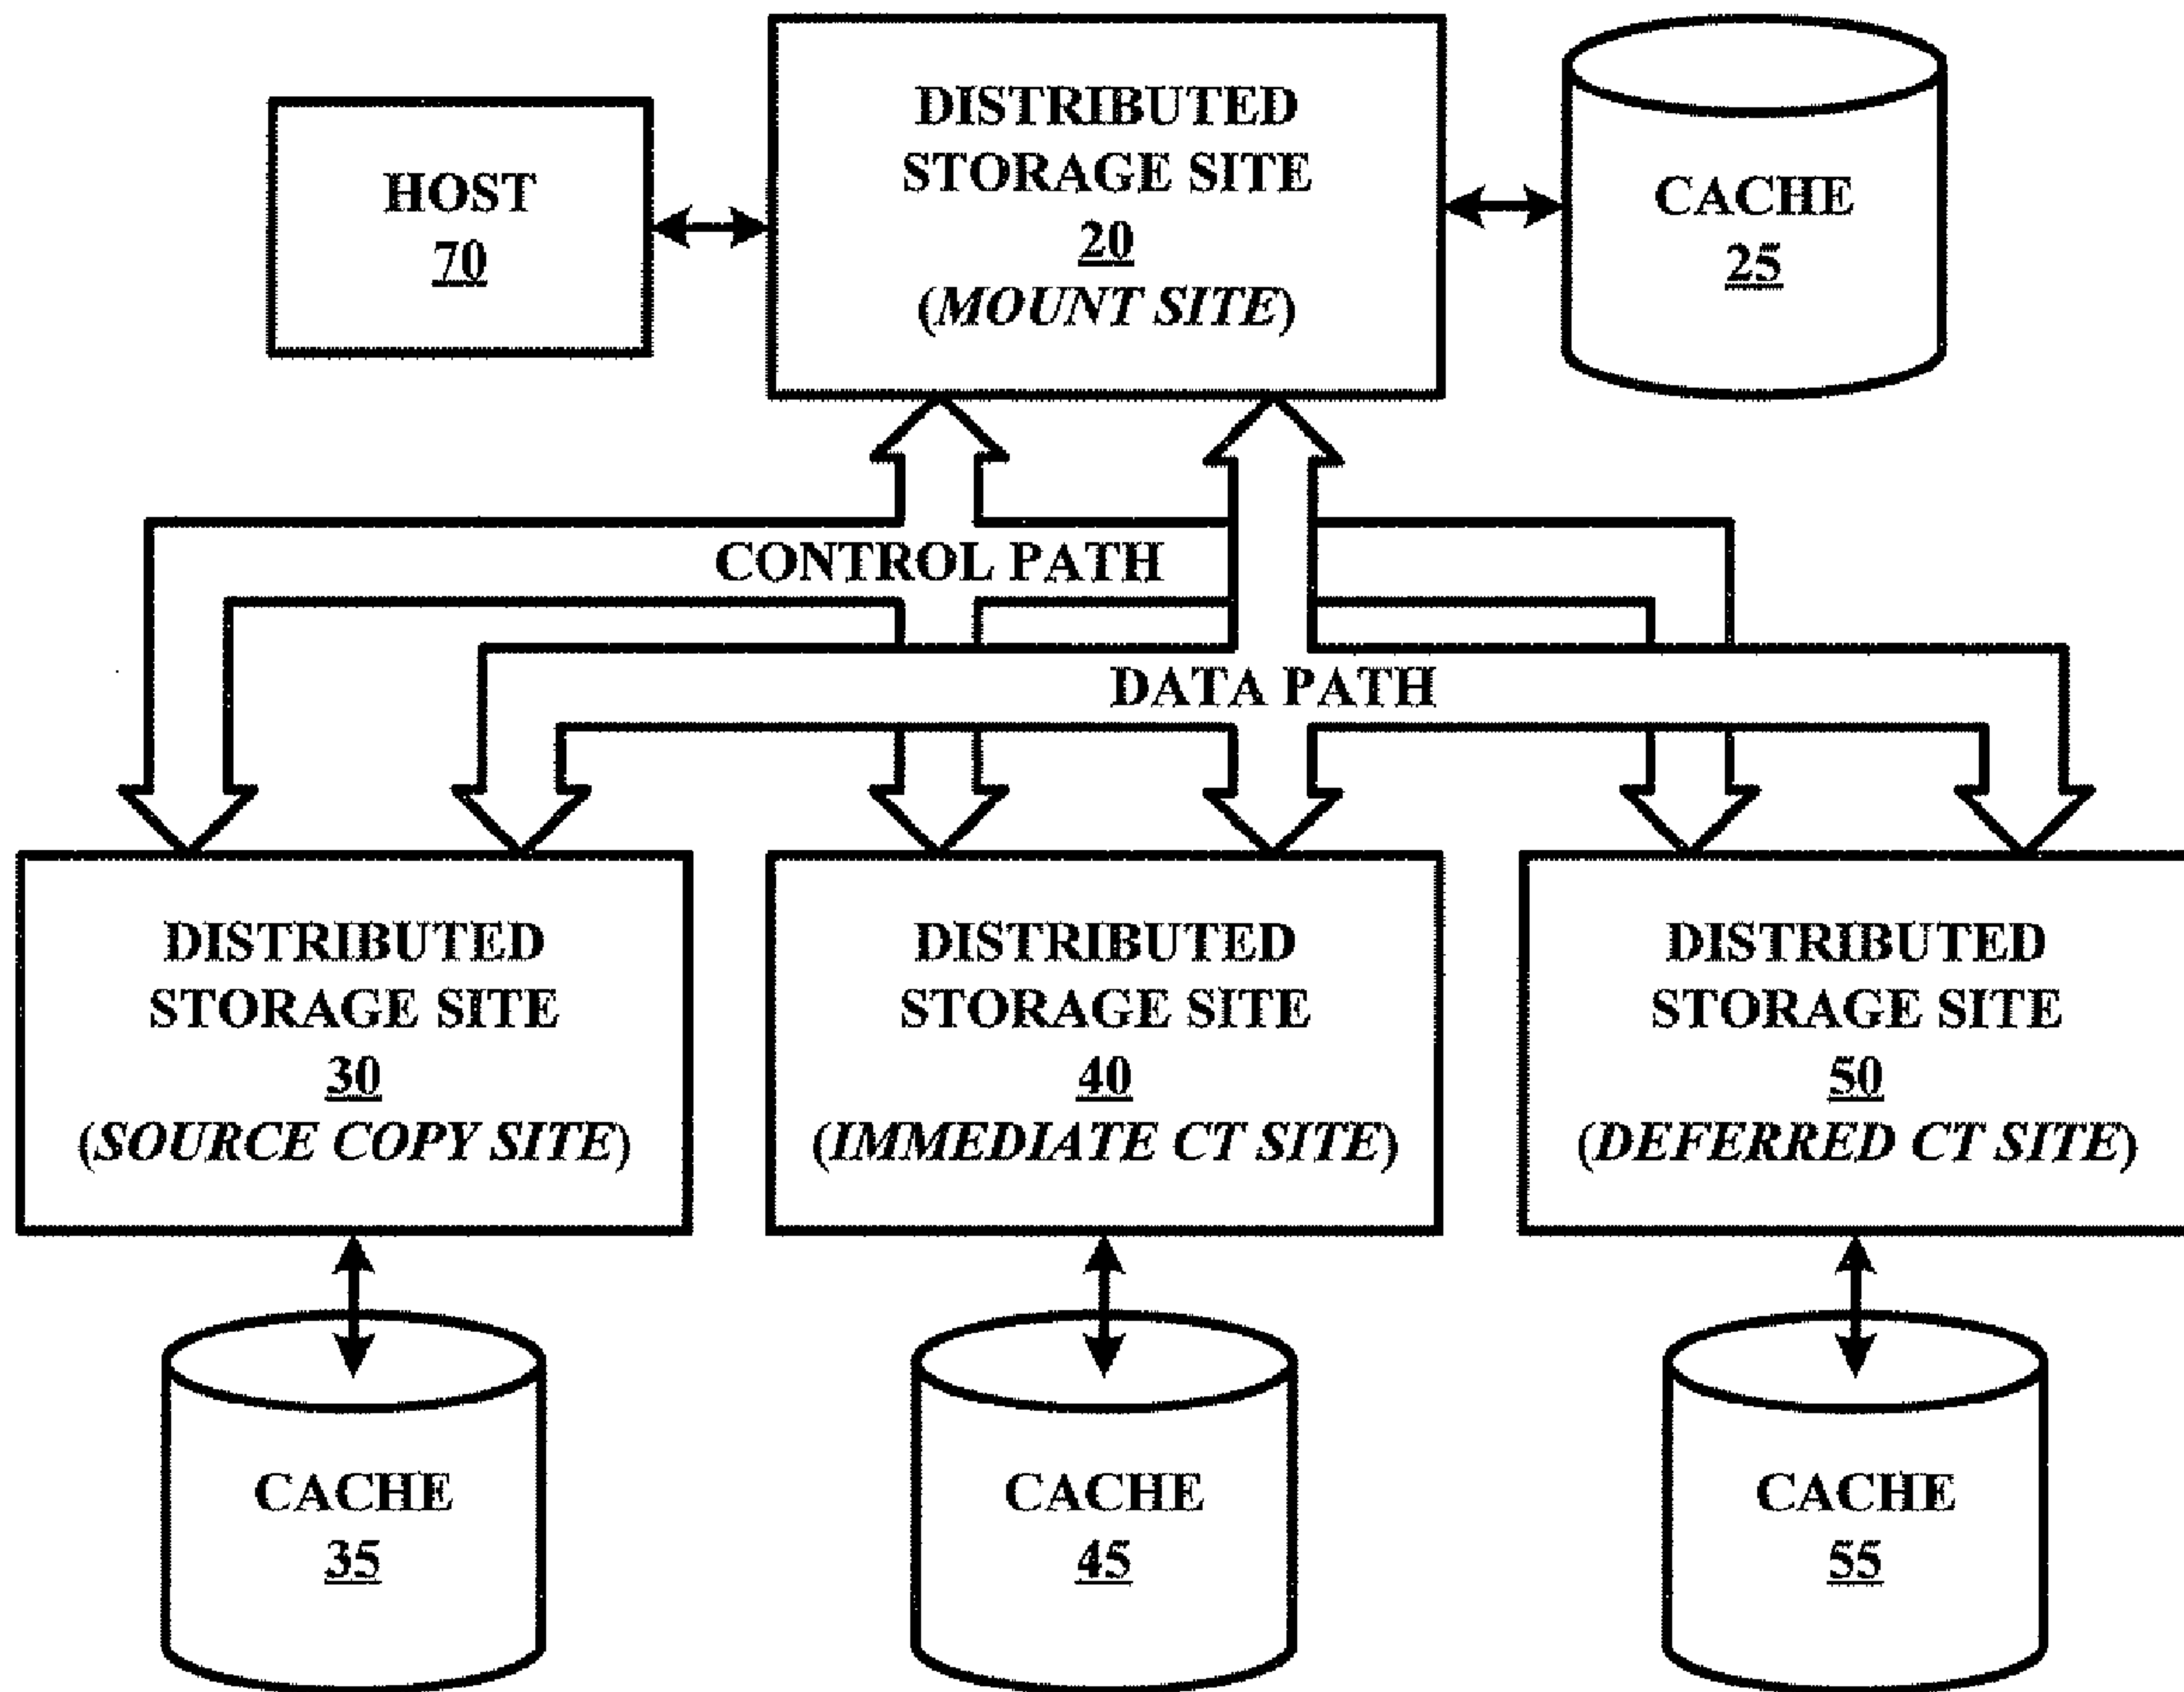 HOST
70
DISTRIBUTED
STORAGE SITE
20
(MOUNT SITE)
CACHE
25
CONTROL PATH
DATA PATH
DISTRIBUTED
STORAGE SITE
30
(SOURCE COPY SITE)
DISTRIBUTED
STORAGE SITE
40
(IMMEDIATE CT SITE)
DISTRIBUTED
STORAGE SITE
50
(DEFERRED CT SITE)
CACHE
35
CACHE
45
CACHE
55